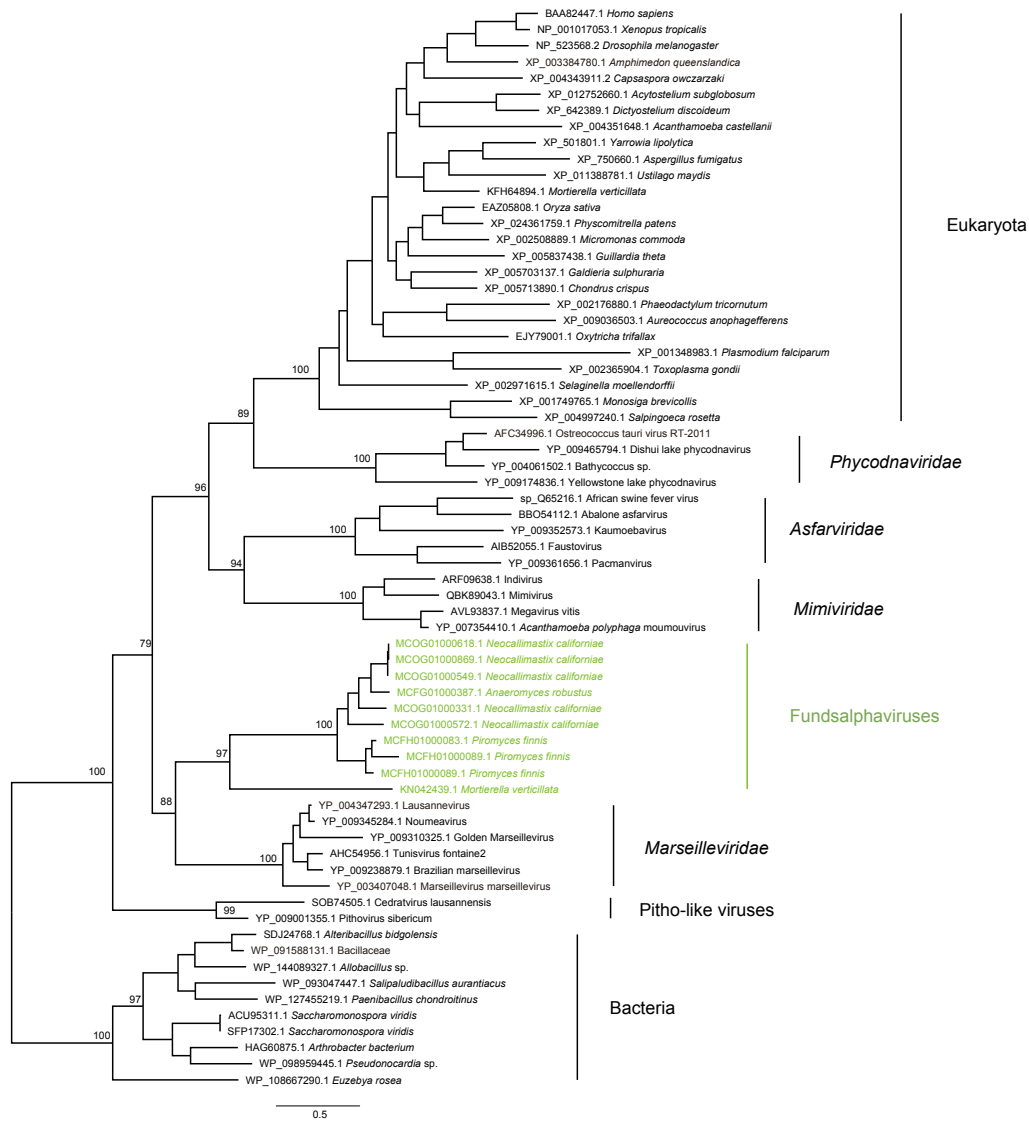 BAA82447.1 Homo sapiens
NP_001017053.1 Xenopus tropicalis
NP_523568.2 Drosophila melanogaster
XP_003384780.1 Amphimedon queenslandica
XP_004343911.2 Capsaspora owczarzaki
XP_012752660.1 Acytostelium subglobosum
XP_642389.1 Dictyostelium discoideum
XP_004351648.1 Acanthamoeba castellanii
XP_501801.1 Yarrowia lipolytica
XP_750660.1 Aspergillus fumigatus
XP_011388781.1 Ustilago maydis
KFH64894.1 Mortierella verticillata
EAZ05808.1 Oryza sativa
XP_024361759.1 Physcomitrella patens
Eukaryota
XP_002508889.1 Micromonas commoda
XP_005837438.1 Guillardia theta
XP_005703137.1 Galdieria sulphuraria
XP_005713890.1 Chondrus crispus
XP_002176880.1 Phaeodactylum tricornutum
XP_009036503.1 Aureococcus anophagefferens
EJY79001.1 Oxytricha trifallax
XP_001348983.1 Plasmodium falciparum
XP_002365904.1 Toxoplasma gondii
100
XP_002971615.1 Selaginella moellendorffii
XP_001749765.1 Monosiga brevicollis
89
XP_004997240.1 Salpingoeca rosetta
AFC34996.1 Ostreococcus tauri virus RT-2011
YP_009465794.1 Dishui lake phycodnavirus
100
Phycodnaviridae
YP_004061502.1 Bathycoccus sp.
YP_009174836.1 Yellowstone lake phycodnavirus
96
sp_Q65216.1 African swine fever virus
BBO54112.1 Abalone asfarvirus
100
Asfarviridae
YP_009352573.1 Kaumoebavirus
AIB52055.1 Faustovirus
94
YP_009361656.1 Pacmanvirus
ARF09638.1 Indivirus
100
QBK89043.1 Mimivirus
Mimiviridae
AVL93837.1 Megavirus vitis
YP_007354410.1 Acanthamoeba polyphaga moumouvirus
79
MCOG01000618.1 Neocallimastix californiae
MCOG01000869.1 Neocallimastix californiae
MCOG01000549.1 Neocallimastix californiae
MCFG01000387.1 Anaeromyces robustus
MCOG01000331.1 Neocallimastix californiae
Fundsalphaviruses
100
MCOG01000572.1 Neocallimastix californiae
MCFH01000083.1 Piromyces finnis
97
MCFH01000089.1 Piromyces finnis
MCFH01000089.1 Piromyces finnis
100
KN042439.1 Mortierella verticillata
88
YP_004347293.1 Lausannevirus
YP_009345284.1 Noumeavirus
YP_009310325.1 Golden Marseillevirus
Marseilleviridae
100
AHC54956.1 Tunisvirus fontaine2
YP_009238879.1 Brazilian marseillevirus
YP_003407048.1 Marseillevirus marseillevirus
SOB74505.1 Cedratvirus lausannensis
99
Pitho-like viruses
YP_009001355.1 Pithovirus sibericum
SDJ24768.1 Alteribacillus bidgolensis
WP_091588131.1 Bacillaceae
WP_144089327.1 Allobacillus sp.
WP_093047447.1 Salipaludibacillus aurantiacus
97
WP_127455219.1 Paenibacillus chondroitinus
Bacteria
ACU95311.1 Saccharomonospora viridis
SFP17302.1 Saccharomonospora viridis
100
HAG60875.1 Arthrobacter bacterium
WP_098959445.1 Pseudonocardia sp.
WP_108667290.1 Euzebya rosea
0.5